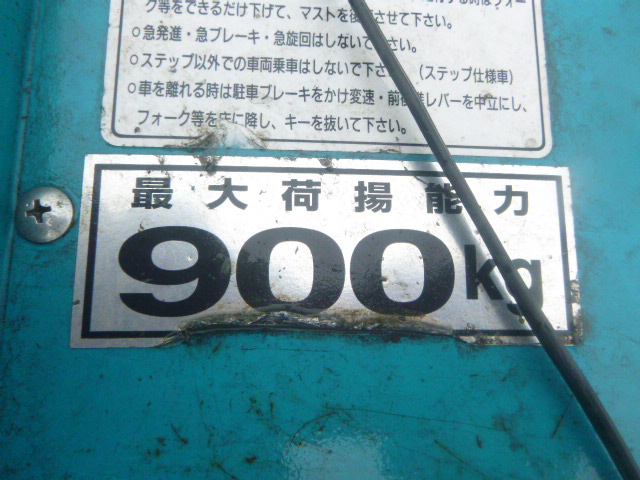 ク等をできるだけ下げて、マストを後
せて下さい。
○急発進・急ブレーキ・急旋回はしないで
さい。
○ステップ以外での車両乗車はしないで下さ
(ステップ仕様車)
○車を離れる時は駐車ブレーキをかけ変速・前後進レバーを中立にし、
フォーク等を床に降し、キーを抜いて下さい。
最大荷揚能力
900kg